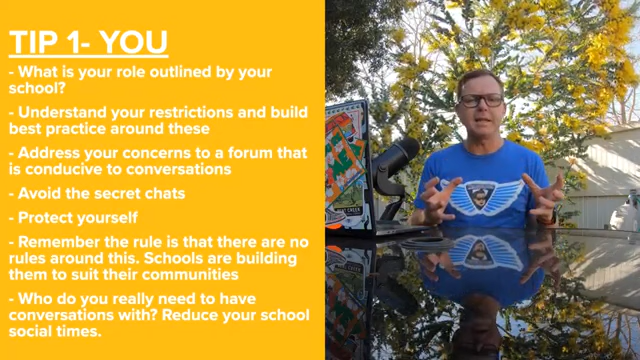 TIP 1- YOU
- What is your role outlined by your
school?
- Understand your restrictions and build
best practice around these
- Address your concerns to a forum that
is conducive to conversations
- Avoid the secret chats
- Protect yourself
- Remember the rule is that there are no
rules around this. Schools are building
them to suit their communities
- Who do you really need to have
conversations with? Reduce your school
social times.